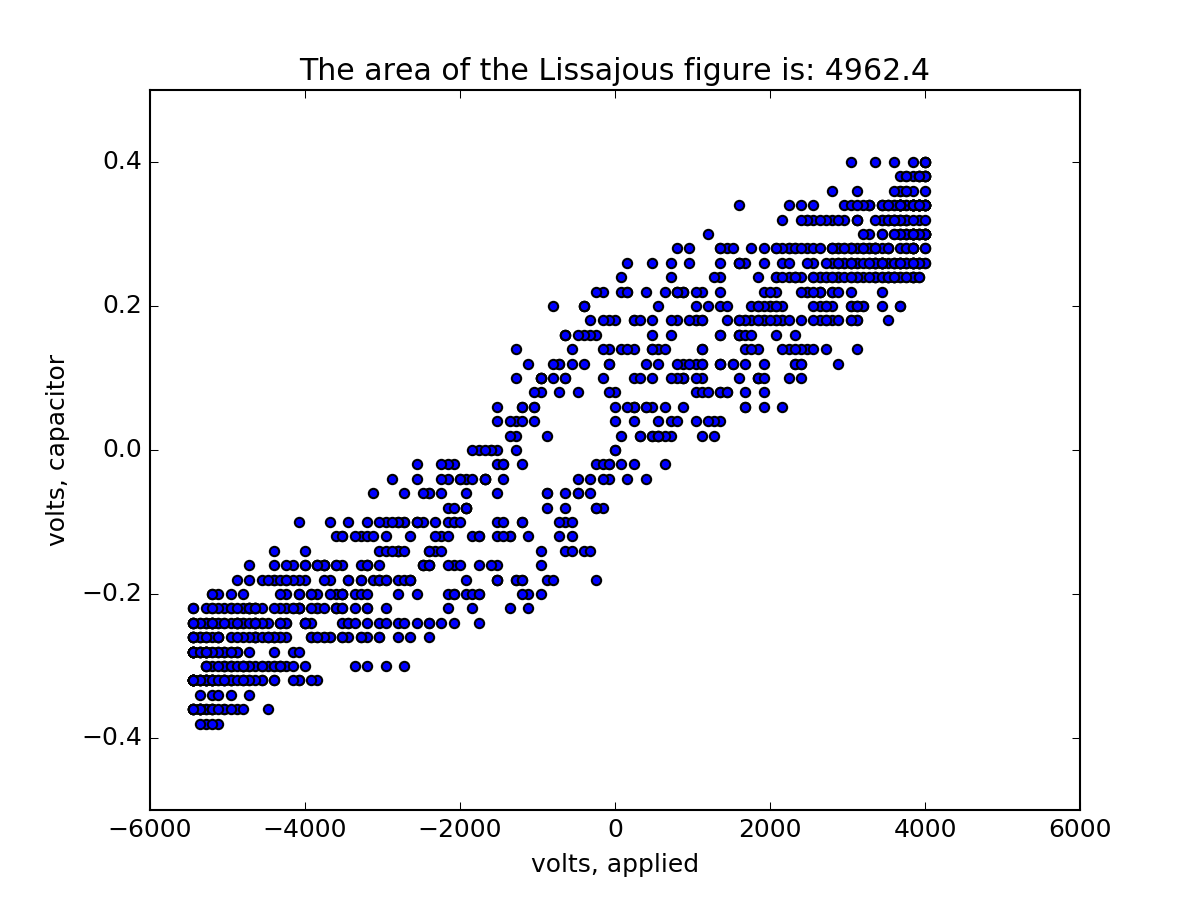 The area of the Lissajous figure is: 4962.4
0.4
0.2
0.0
−0.2
−0.4
volts, capacitor
−6000 −4000 −2000 0 2000 4000 6000
volts, applied